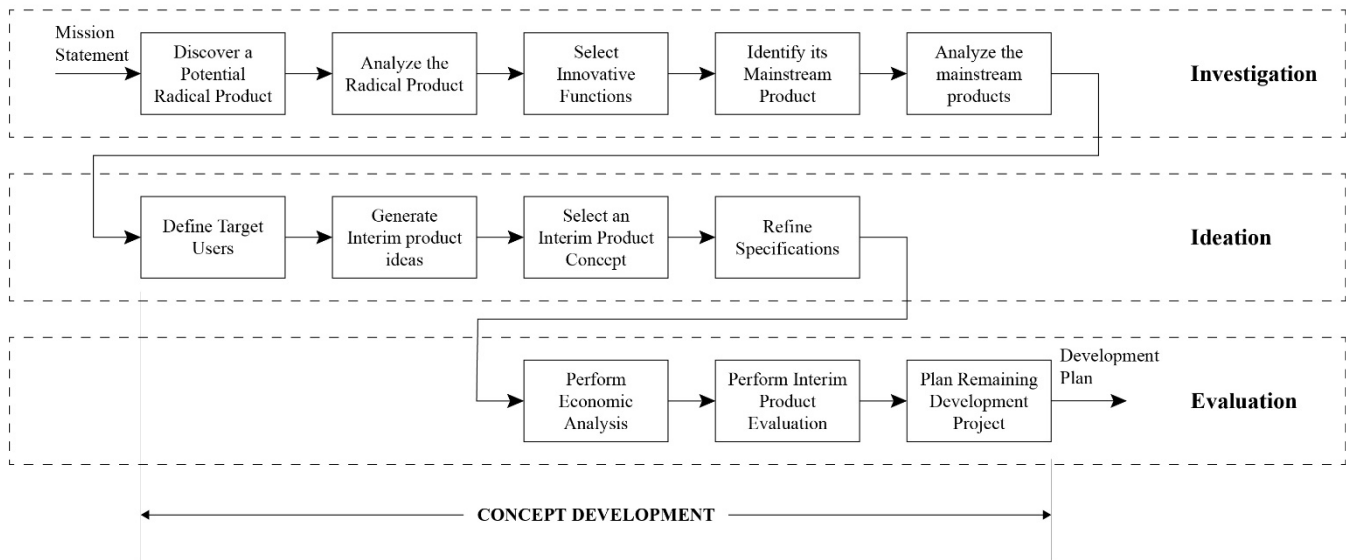 Mission
Statement
Discover a
Potential
Radical Product
Analyze the
Radical Product
Select
Innovative
Functions
Identify its
Mainstream
Product
Analyze the
mainstream
products
Investigation
Define Target
Users
Generate
Interim product
ideas
Select an
Interim Product
Concept
Refine
Specifications
Ideation
Perform
Economic
Analysis
Perform Interim
Product
Evaluation
Plan Remaining
Development
Project
Development
Plan
Evaluation
CONCEPT DEVELOPMENT